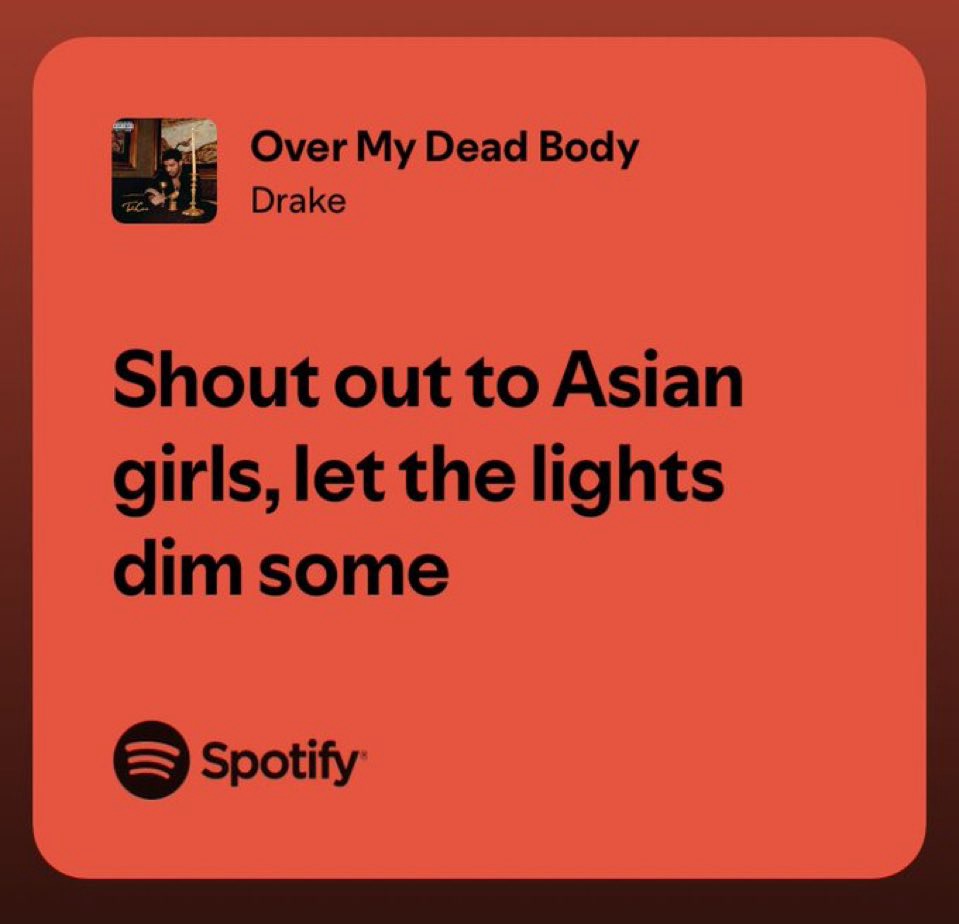 Over My Dead Body
Drake
Shout out to Asian
girls, let the lights
dim some
Spotify®